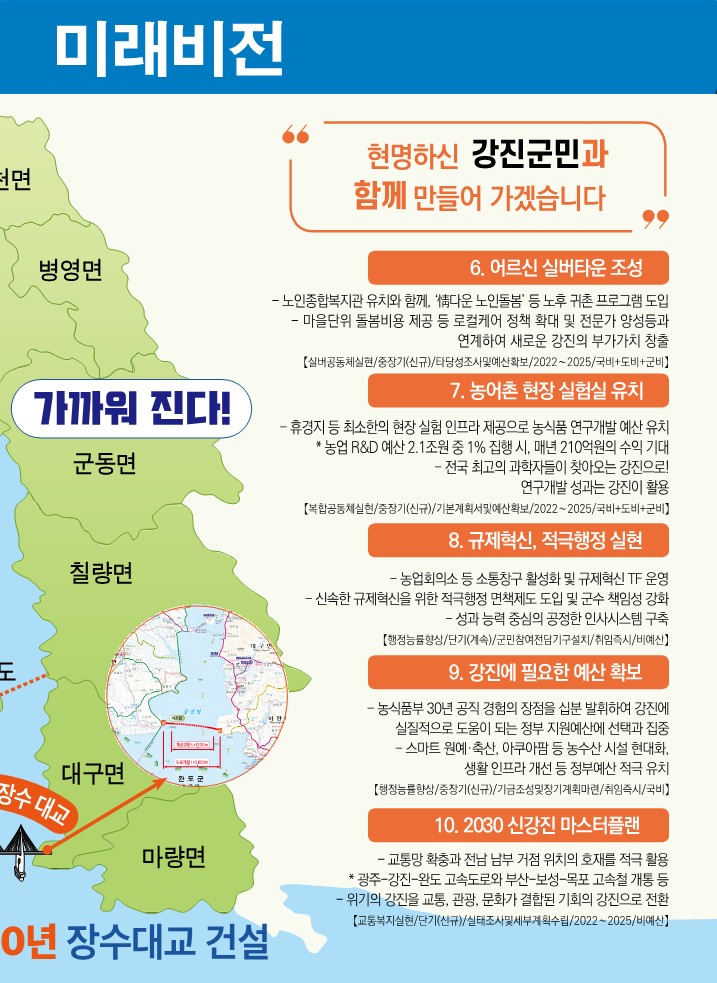 미래비전
현명하신 강진군민과
함께 만들어 가겠습니다
천면
병영면
가까워 진다!
군동면
칠량면
도
대구면
장수 대교
마량면
완도군
0년 장수대교 건설
6. 어르신 실버타운 조성
- 노인종합복지관 유치와 함께, '情다운 노인돌봄' 등 노후 귀촌 프로그램 도입
- 마을단위 돌봄비용 제공 등 로컬케어 정책 확대 및 전문가 양성등과
연계하여 새로운 강진의 부가가치 창출
【실버공동체실현/중장기(신규)/타당성조사및예산확보/2022~2025/국비+도비+군비】
7. 농어촌 현장 실험실 유치
- 휴경지 등 최소한의 현장 실험 인프라 제공으로 농식품 연구개발 예산 유치
* 농업 R&D 예산 2.1조원 중 1% 집행 시, 매년 210억원의 수익 기대
- 전국 최고의 과학자들이 찾아오는 강진으로!
연구개발 성과는 강진이 활용
【복합공동체실현/중장기(신규)/기본계획서및예산확보/2022~2025/국비+도비+군비】
8. 규제혁신, 적극행정 실현
- 농업회의소 등 소통창구 활성화 및 규제혁신 TF 운영
- 신속한 규제혁신을 위한 적극행정 면책제도 도입 및 군수 책임성 강화
- 성과 능력 중심의 공정한 인사시스템 구축
【행정능률향상/단기(계속)/군민참여전담기구설치/취임즉시/비예산】
9. 강진에 필요한 예산 확보
- 농식품부 30년 공직 경험의 장점을 십분 발휘하여 강진에
실질적으로 도움이 되는 정부 지원예산에 선택과 집중
- 스마트 원예·축산, 아쿠아팜 등 농수산 시설 현대화,
생활 인프라 개선 등 정부예산 적극 유치
【행정능률향상/중장기(신규)/기금조성및장기계획마련/취임즉시/국비】
10. 2030 신강진 마스터플랜
- 교통망 확충과 전남 남부 거점 위치의 호재를 적극 활용
* 광주-강진-완도 고속도로와 부산-보성-목포 고속철 개통 등
- 위기의 강진을 교통, 관광, 문화가 결합된 기회의 강진으로 전환
【교통복지실현/단기(신규)/실태조사및세부계획수립/2022~2025/비예산】